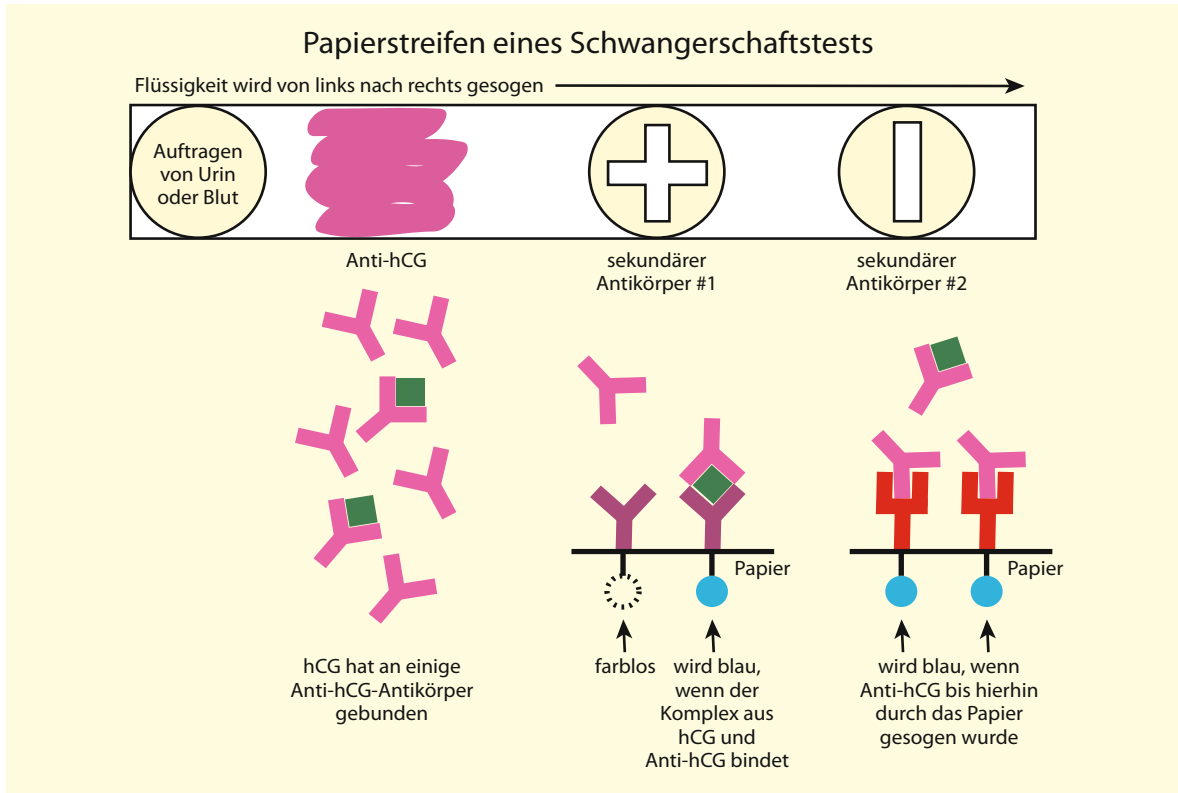 Papierstreifen eines Schwangerschaftstests
Flüssigkeit wird von links nach rechts gesogen
Auftragen
von Urin
oder Blut
Anti-hCG
sekundärer
Antikörper #1
sekundärer
Antikörper #2
Papier
Papier
hCG hat an einige
Anti-hCG-Antikörper
gebunden
farblos
wird blau,
wenn der
Komplex aus
hCG und
Anti-hCG bindet
wird blau, wenn
Anti-hCG bis hierhin
durch das Papier
gesogen wurde